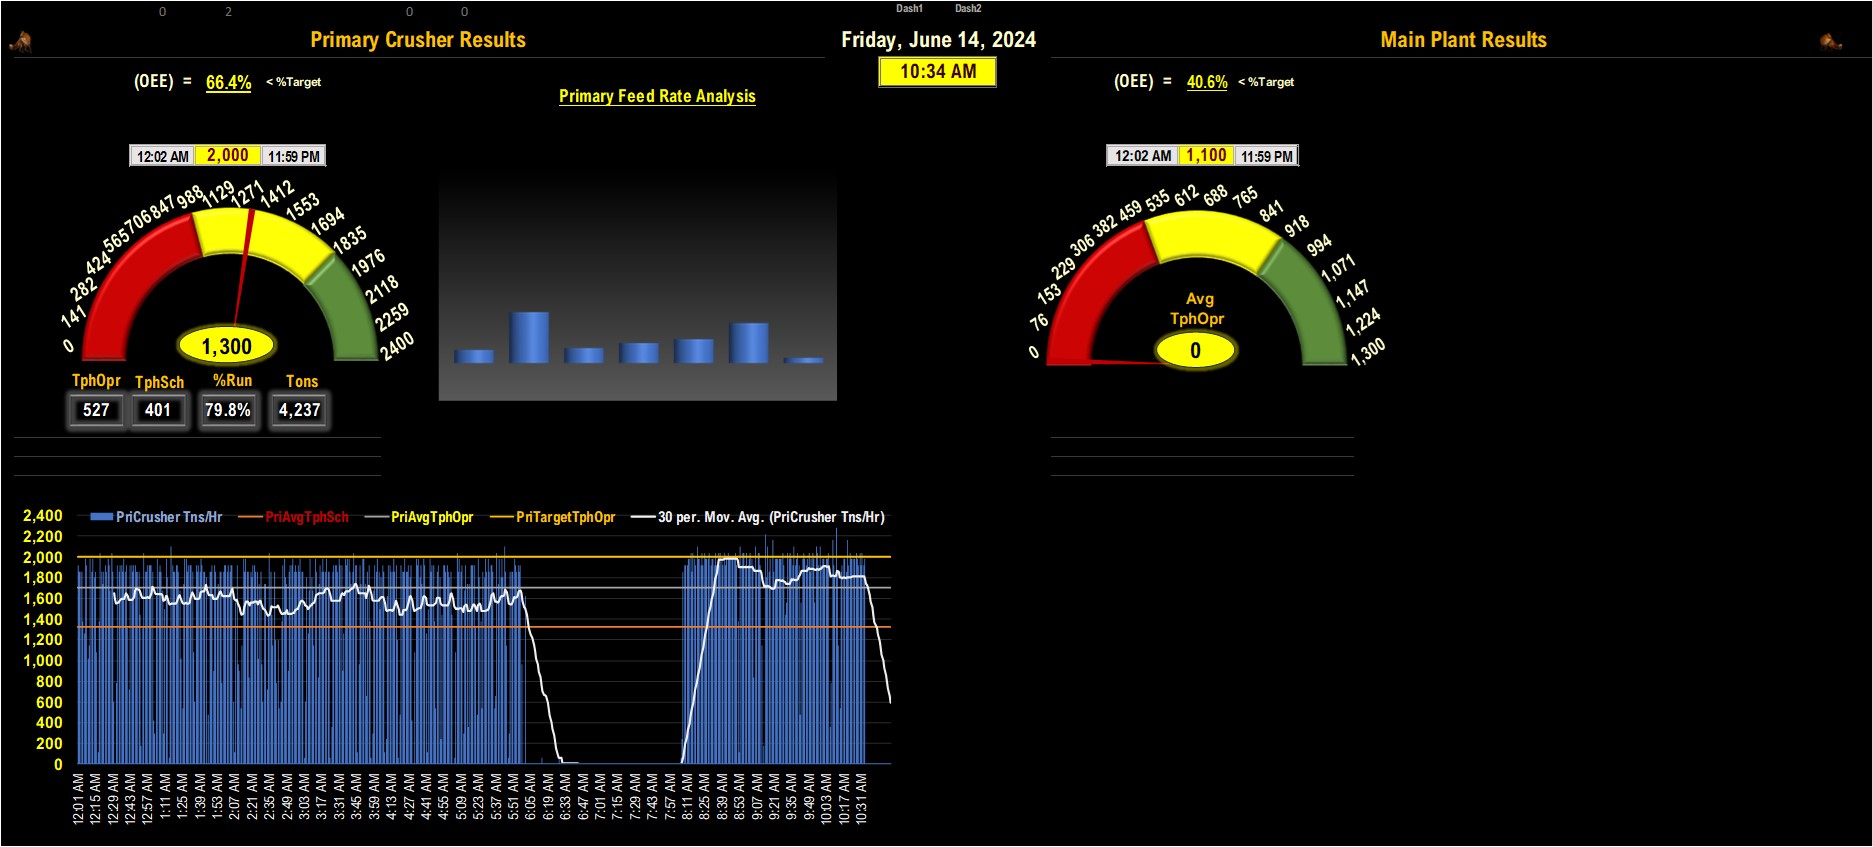 0 2 0 0 Dash1 Dash2
Primary Crusher Results
Friday, June 14, 2024
Main Plant Results
10:34 AM
(OEE) = 66.4% < %Target
Primary Feed Rate Analysis
(OEE) = 40.6% < %Target
12:02 AM 2,000 11:59 PM
0 141 282 424 565 706 847 988 1129 1271 1412 1553 1694 1835 1976 2118 2259 2400
1,300
TphOpr TphSch %Run Tons
527 401 79.8% 4,237
12:02 AM 1,100 11:59 PM
0 76 153 229 306 382 459 535 612 688 765 841 918 994 1,071 1,147 1,224 1,300
Avg
TphOpr
0
PriCrusher Tns/Hr PriAvgTphSch PriAvgTphOpr PriTargetTphOpr 30 per. Mov. Avg. (PriCrusher Tns/Hr)
2,400
2,200
2,000
1,800
1,600
1,400
1,200
1,000
800
600
400
200
0
12:01 AM 12:15 AM 12:29 AM 12:43 AM 12:57 AM 1:11 AM 1:25 AM 1:39 AM 1:53 AM 2:07 AM 2:21 AM 2:35 AM 2:49 AM 3:03 AM 3:17 AM 3:31 AM 3:45 AM 3:59 AM 4:13 AM 4:27 AM 4:41 AM 4:55 AM 5:09 AM 5:23 AM 5:37 AM 5:51 AM 6:05 AM 6:19 AM 6:33 AM 6:47 AM 7:01 AM 7:15 AM 7:29 AM 7:43 AM 7:57 AM 8:11 AM 8:25 AM 8:39 AM 8:53 AM 9:07 AM 9:21 AM 9:35 AM 9:49 AM 10:03 AM 10:17 AM 10:31 AM